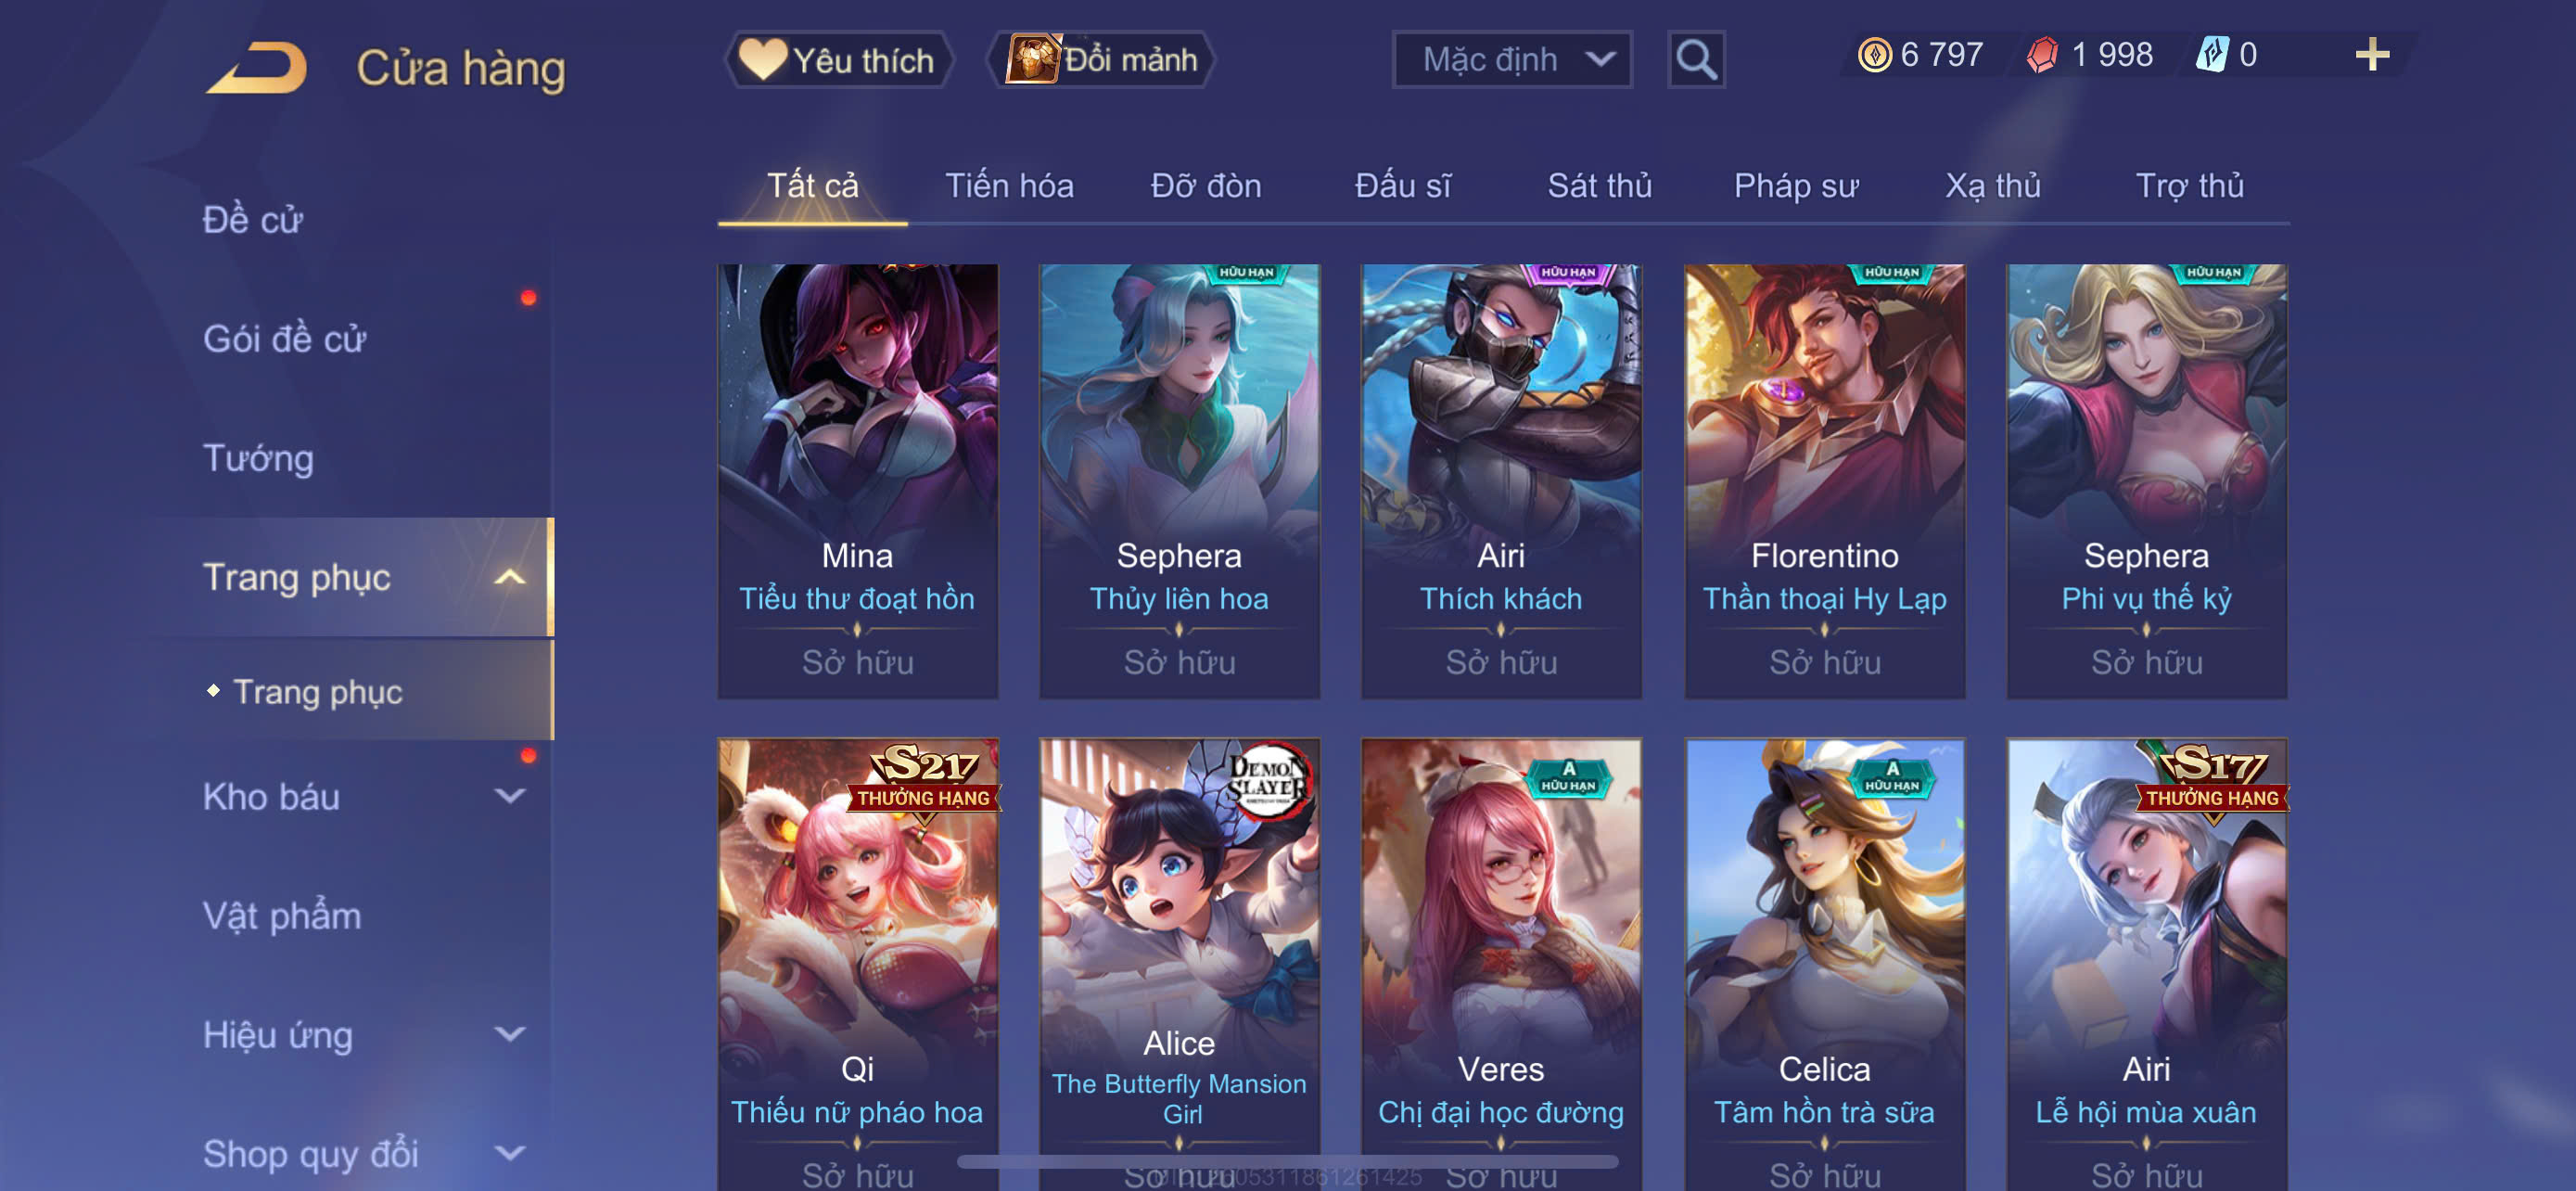 Cửa hàng
Yêu thích
Đổi mảnh
Mặc định
6 797
1 998
0
Tất cả
Tiến hóa
Đỡ đòn
Đấu sĩ
Sát thủ
Pháp sư
Xạ thủ
Trợ thủ
Đề cử
Gói đề cử
Tướng
Trang phục
Trang phục
Kho báu
Vật phẩm
Hiệu ứng
Shop quy đổi
Mina
Tiểu thư đoạt hồn
Sở hữu
HỮU HẠN
Sephera
Thủy liên hoa
Sở hữu
HỮU HẠN
Airi
Thích khách
Sở hữu
HỮU HẠN
Florentino
Thần thoại Hy Lạp
Sở hữu
HỮU HẠN
Sephera
Phi vụ thế kỷ
Sở hữu
S21
THƯỞNG HẠNG
Qi
Thiếu nữ pháo hoa
Sở hữu
DEMON
SLAYER
Alice
The Butterfly Mansion
Girl
Sở hữu
A
HỮU HẠN
Veres
Chị đại học đường
Sở hữu
A
HỮU HẠN
Celica
Tâm hồn trà sữa
Sở hữu
S17
THƯỞNG HẠNG
Airi
Lễ hội mùa xuân
Sở hữu